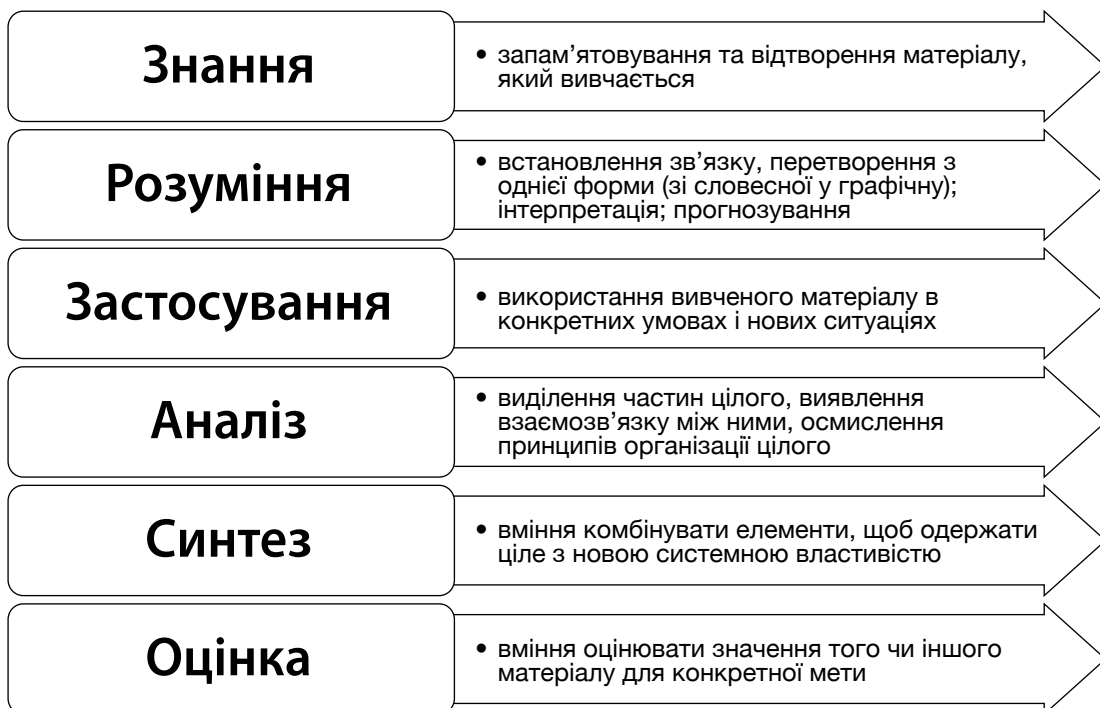 Знання
• запам’ятовування та відтворення матеріалу,
який вивчається
Розуміння
• встановлення зв’язку, перетворення з
однієї форми (зі словесної у графічну);
інтерпретація; прогнозування
Застосування
• використання вивченого матеріалу в
конкретних умовах і нових ситуаціях
Аналіз
• виділення частин цілого, виявлення
взаємозв’язку між ними, осмислення
принципів організації цілого
Синтез
• вміння комбінувати елементи, щоб одержати
ціле з новою системною властивістю
Оцінка
• вміння оцінювати значення того чи іншого
матеріалу для конкретної мети